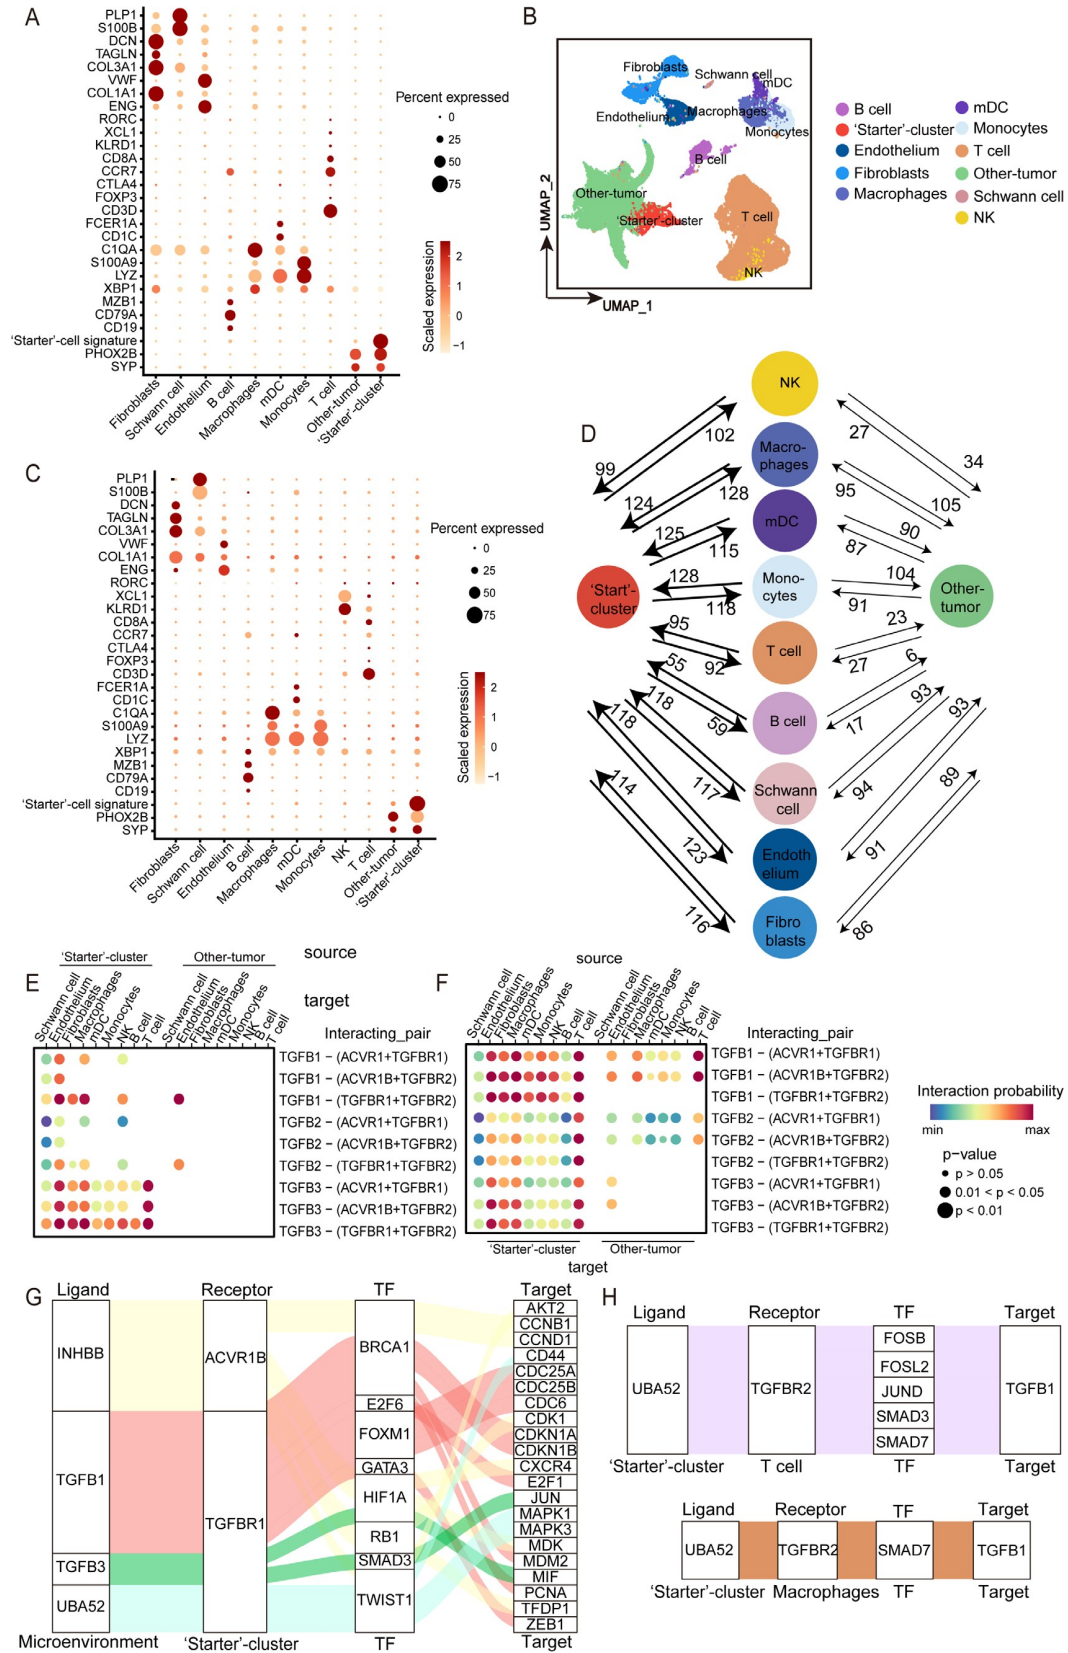 A
PLP1
S100B
DCN
TAGLN
COL3A1
VWF
COL1A1
ENG
RORC
XCL1
KLRD1
CD8A
CCR7
CTLA4
FOXP3
CD3D
FCER1A
CD1C
C1QA
S100A9
LYZ
XBP1
MZB1
CD79A
CD19
'Starter'-cell signature
PHOX2B
SYP
Fibroblasts
Schwann cell
Endothelium
B cell
Macrophages
mDC
Monocytes
T cell
Other-tumor
'Starter'-cluster
Percent expressed
0
25
50
75
Scaled expression
2
1
0
−1
B
Fibroblasts
Schwann cell
mDC
Endothelium
Macrophages
Monocytes
B cell
Other-tumor
'Starter'-cluster
T cell
NK
UMAP_2
UMAP_1
B cell
'Starter'-cluster
Endothelium
Fibroblasts
Macrophages
mDC
Monocytes
T cell
Other-tumor
Schwann cell
NK
C
PLP1
S100B
DCN
TAGLN
COL3A1
VWF
COL1A1
ENG
RORC
XCL1
KLRD1
CD8A
CCR7
CTLA4
FOXP3
CD3D
FCER1A
CD1C
C1QA
S100A9
LYZ
XBP1
MZB1
CD79A
CD19
'Starter'-cell signature
PHOX2B
SYP
Fibroblasts
Schwann cell
Endothelium
B cell
Macrophages
mDC
Monocytes
NK
T cell
Other-tumor
'Starter'-cluster
Percent expressed
0
25
50
75
Scaled expression
2
1
0
−1
D
NK
Macro-
phages
mDC
Mono-
cytes
T cell
B cell
Schwann
cell
Endoth
elium
Fibro
blasts
'Start'-
cluster
Other-
tumor
99
102
124
128
125
115
128
118
95
92
55
59
118
117
118
123
114
116
27
34
95
105
90
87
104
91
23
27
6
17
93
94
93
91
89
86
E
'Starter'-cluster
Other-tumor
source
target
Schwann cell
Endothelium
Fibroblasts
Macrophages
mDC
Monocytes
NK
B cell
T cell
Schwann cell
Endothelium
Fibroblasts
Macrophages
mDC
Monocytes
NK
B cell
T cell
Interacting_pair
TGFB1 − (ACVR1+TGFBR1)
TGFB1 − (ACVR1B+TGFBR2)
TGFB1 − (TGFBR1+TGFBR2)
TGFB2 − (ACVR1+TGFBR1)
TGFB2 − (ACVR1B+TGFBR2)
TGFB2 − (TGFBR1+TGFBR2)
TGFB3 − (ACVR1+TGFBR1)
TGFB3 − (ACVR1B+TGFBR2)
TGFB3 − (TGFBR1+TGFBR2)
F
source
Schwann cell
Endothelium
Fibroblasts
Macrophages
mDC
Monocytes
NK
B cell
T cell
Schwann cell
Endothelium
Fibroblasts
Macrophages
mDC
Monocytes
NK
B cell
T cell
Interacting_pair
TGFB1 − (ACVR1+TGFBR1)
TGFB1 − (ACVR1B+TGFBR2)
TGFB1 − (TGFBR1+TGFBR2)
TGFB2 − (ACVR1+TGFBR1)
TGFB2 − (ACVR1B+TGFBR2)
TGFB2 − (TGFBR1+TGFBR2)
TGFB3 − (ACVR1+TGFBR1)
TGFB3 − (ACVR1B+TGFBR2)
TGFB3 − (TGFBR1+TGFBR2)
'Starter'-cluster
Other-tumor
target
Interaction probability
min
max
p−value
p > 0.05
0.01 < p < 0.05
p < 0.01
G
Ligand
Receptor
TF
Target
INHBB
TGFB1
TGFB3
UBA52
ACVR1B
TGFBR1
BRCA1
E2F6
FOXM1
GATA3
HIF1A
RB1
SMAD3
TWIST1
AKT2
CCNB1
CCND1
CD44
CDC25A
CDC25B
CDC6
CDK1
CDKN1A
CDKN1B
CXCR4
E2F1
JUN
MAPK1
MAPK3
MDK
MDM2
MIF
PCNA
TFDP1
ZEB1
Microenvironment
'Starter'-cluster
TF
Target
H
Ligand
Receptor
TF
Target
UBA52
TGFBR2
FOSB
FOSL2
JUND
SMAD3
SMAD7
TGFB1
'Starter'-cluster
T cell
TF
Target
Ligand
Receptor
TF
Target
UBA52
TGFBR2
SMAD7
TGFB1
'Starter'-cluster
Macrophages
TF
Target